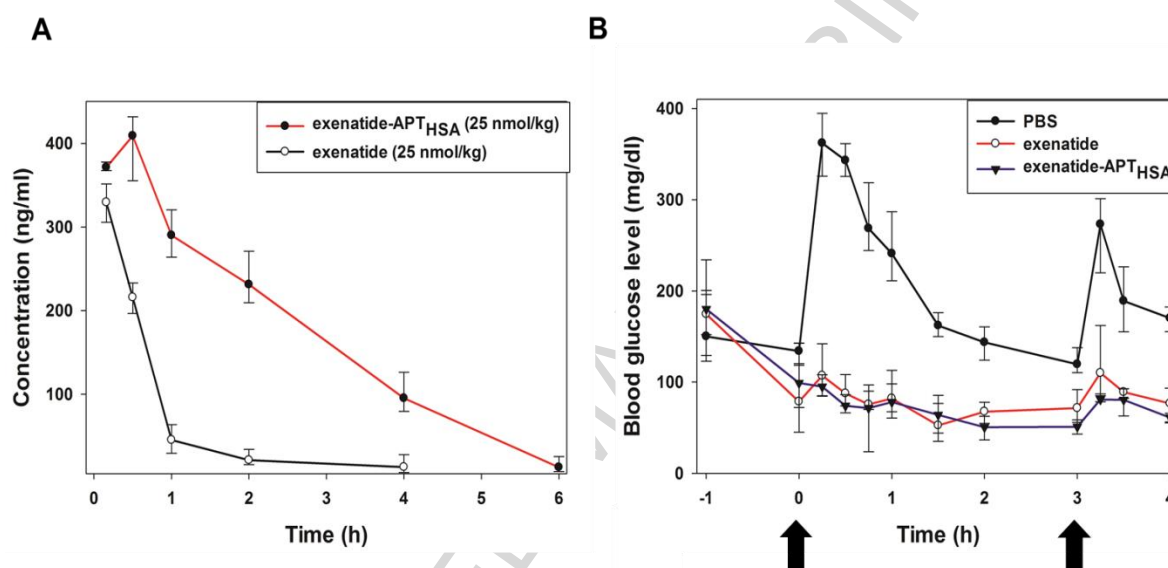 A
exenatide-APTHSA (25 nmol/kg)
exenatide (25 nmol/kg)
400
300
200
100
0 1 2 3 4 5 6
Concentration (ng/ml)
Time (h)
B
PBS
exenatide
exenatide-APTHSA
400
300
200
100
0
-1 0 1 2 3 4
Blood glucose level (mg/dl)
Time (h)